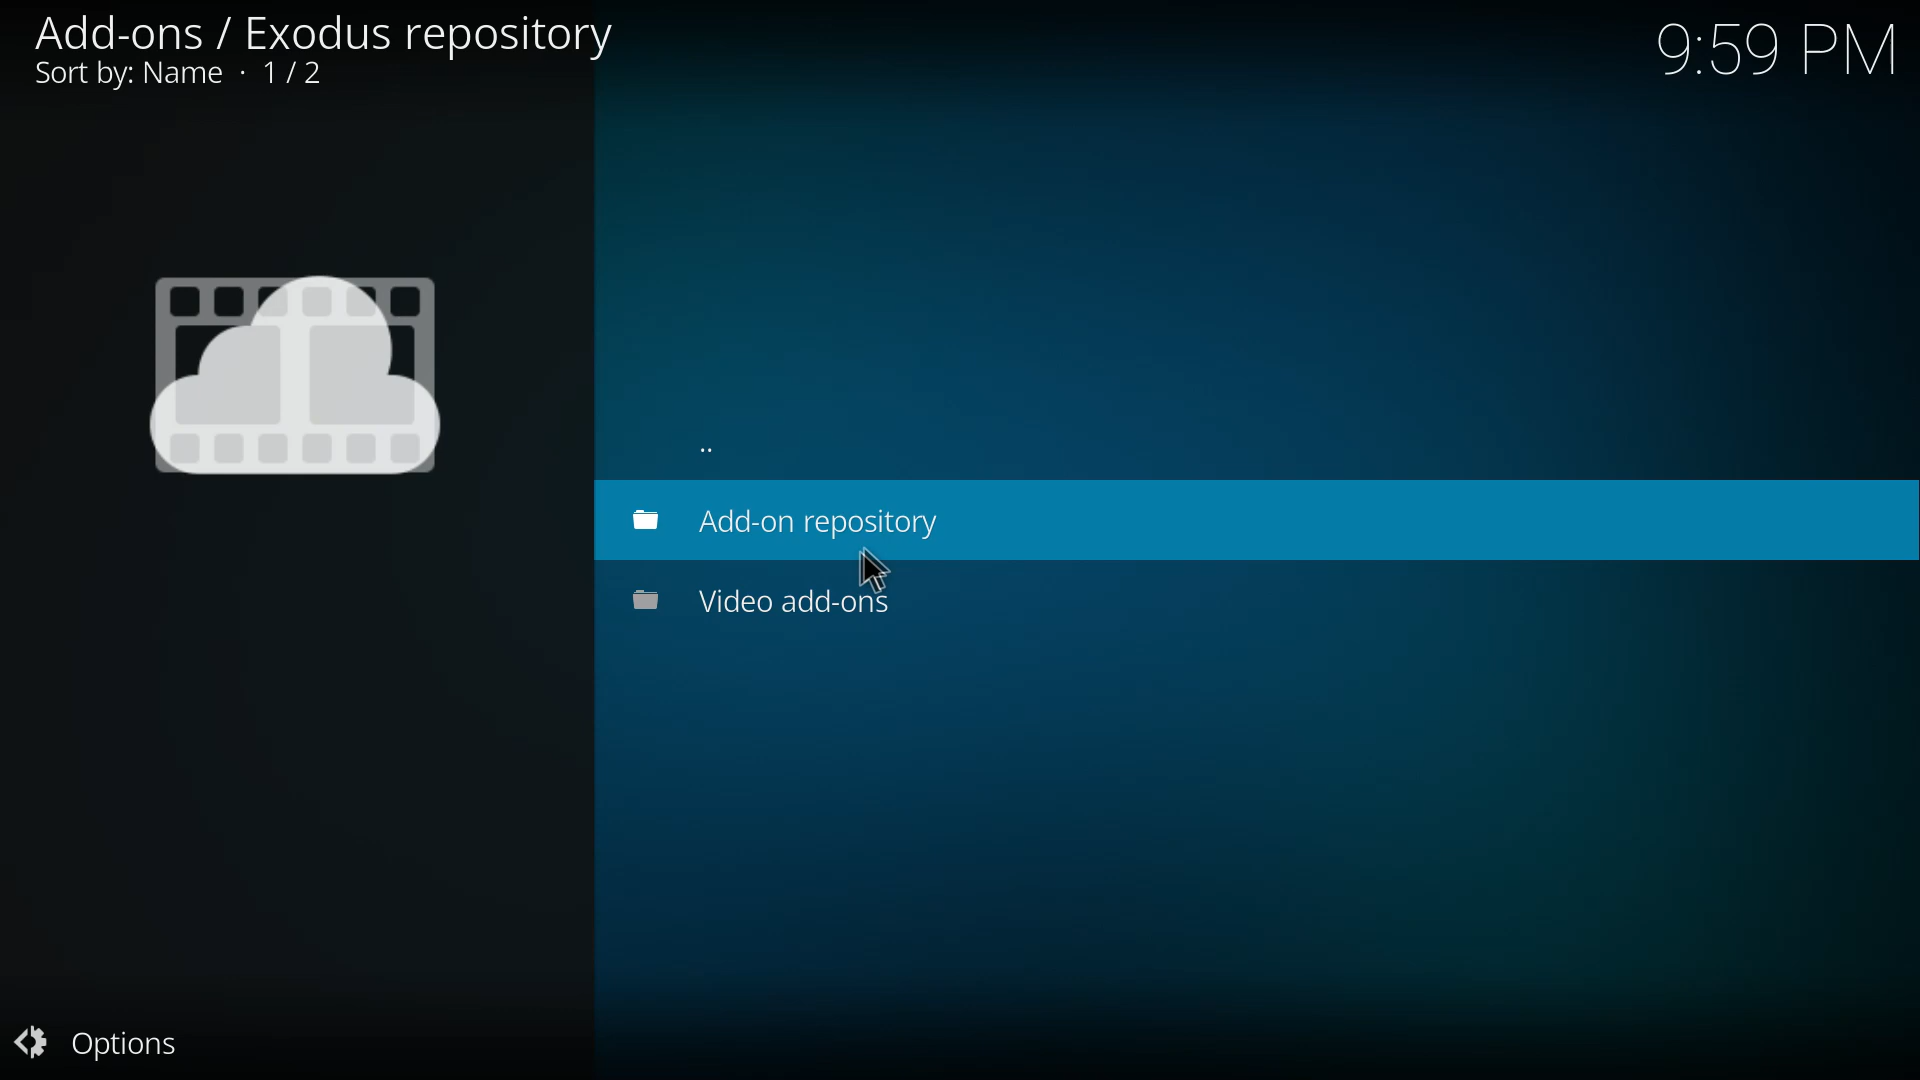 Add-ons / Exodus repository
Sort by: Name · 1 / 2
9:59 PM
..
Add-on repository
Video add-ons
Options